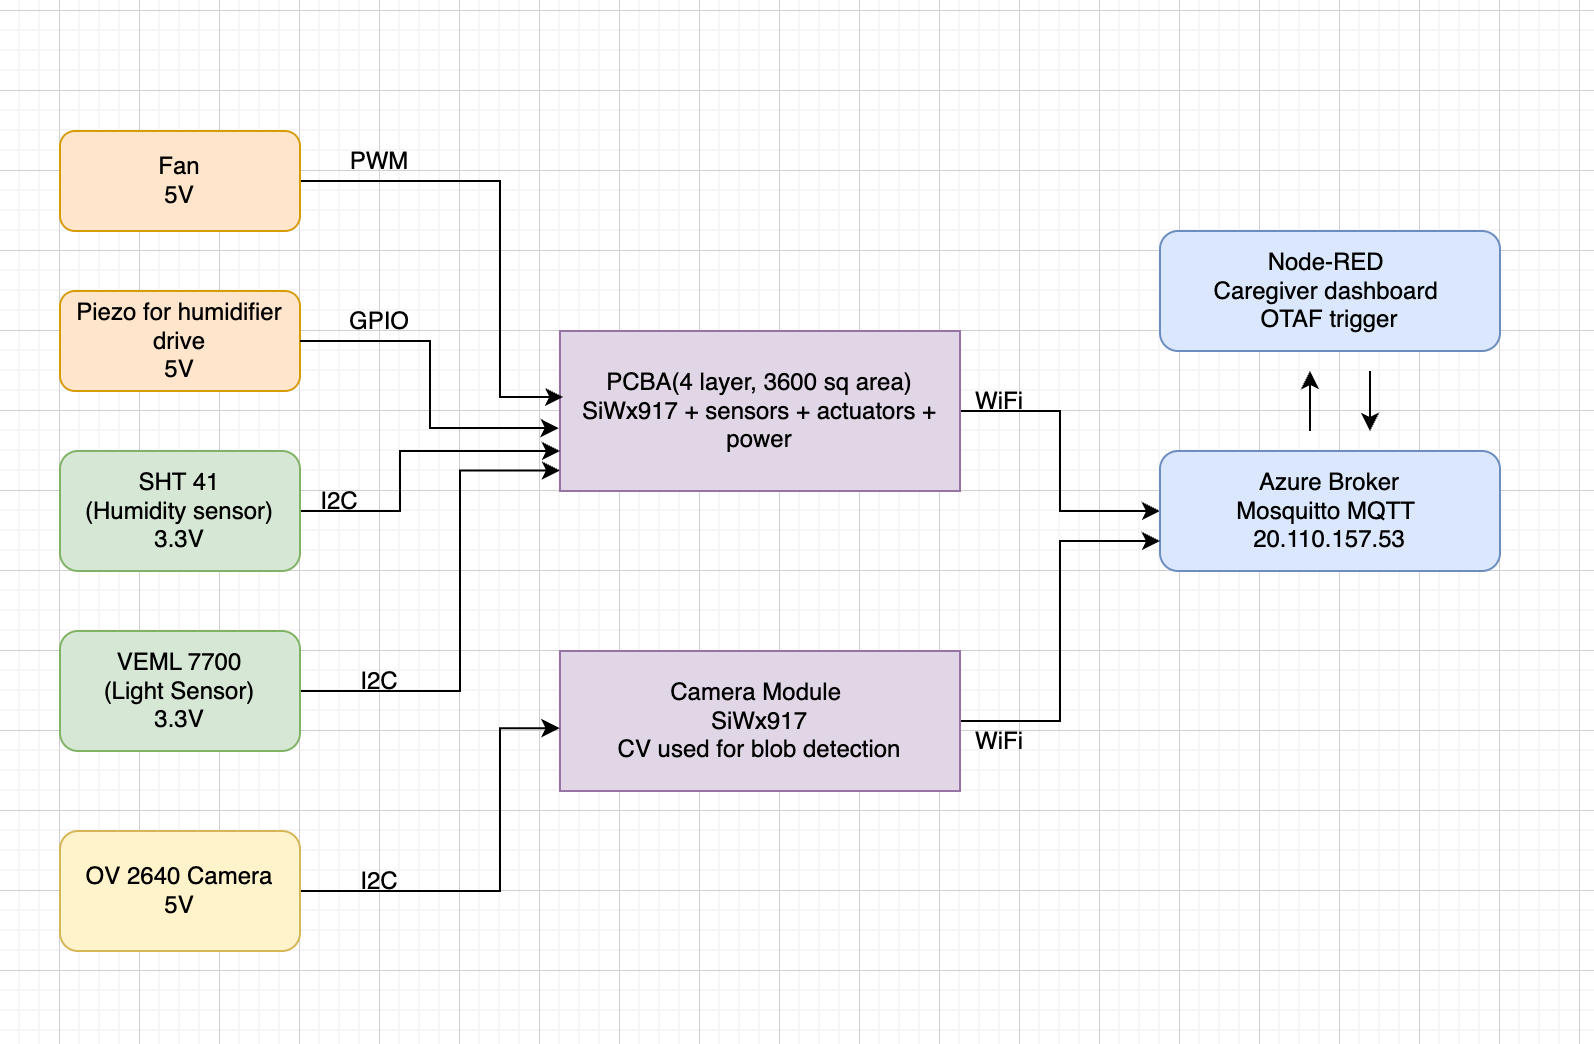 Fan
5V
PWM
Piezo for humidifier
drive
5V
GPIO
SHT 41
(Humidity sensor)
3.3V
I2C
VEML 7700
(Light Sensor)
3.3V
I2C
OV 2640 Camera
5V
I2C
PCBA(4 layer, 3600 sq area)
SiWx917 + sensors + actuators +
power
WiFi
Camera Module
SiWx917
CV used for blob detection
WiFi
Node-RED
Caregiver dashboard
OTAF trigger
Azure Broker
Mosquitto MQTT
20.110.157.53